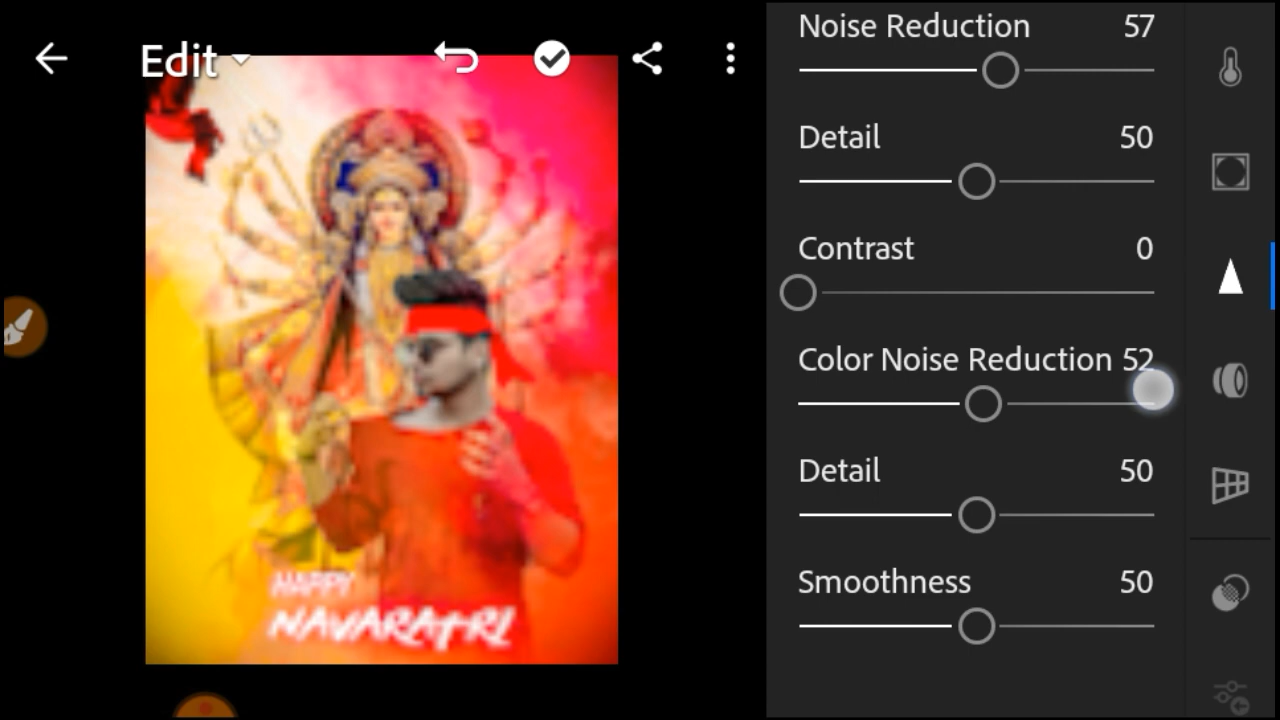 Edit
Noise Reduction 57
Detail 50
Contrast 0
Color Noise Reduction 52
Detail 50
Smoothness 50
HAPPY
NAVARATRI